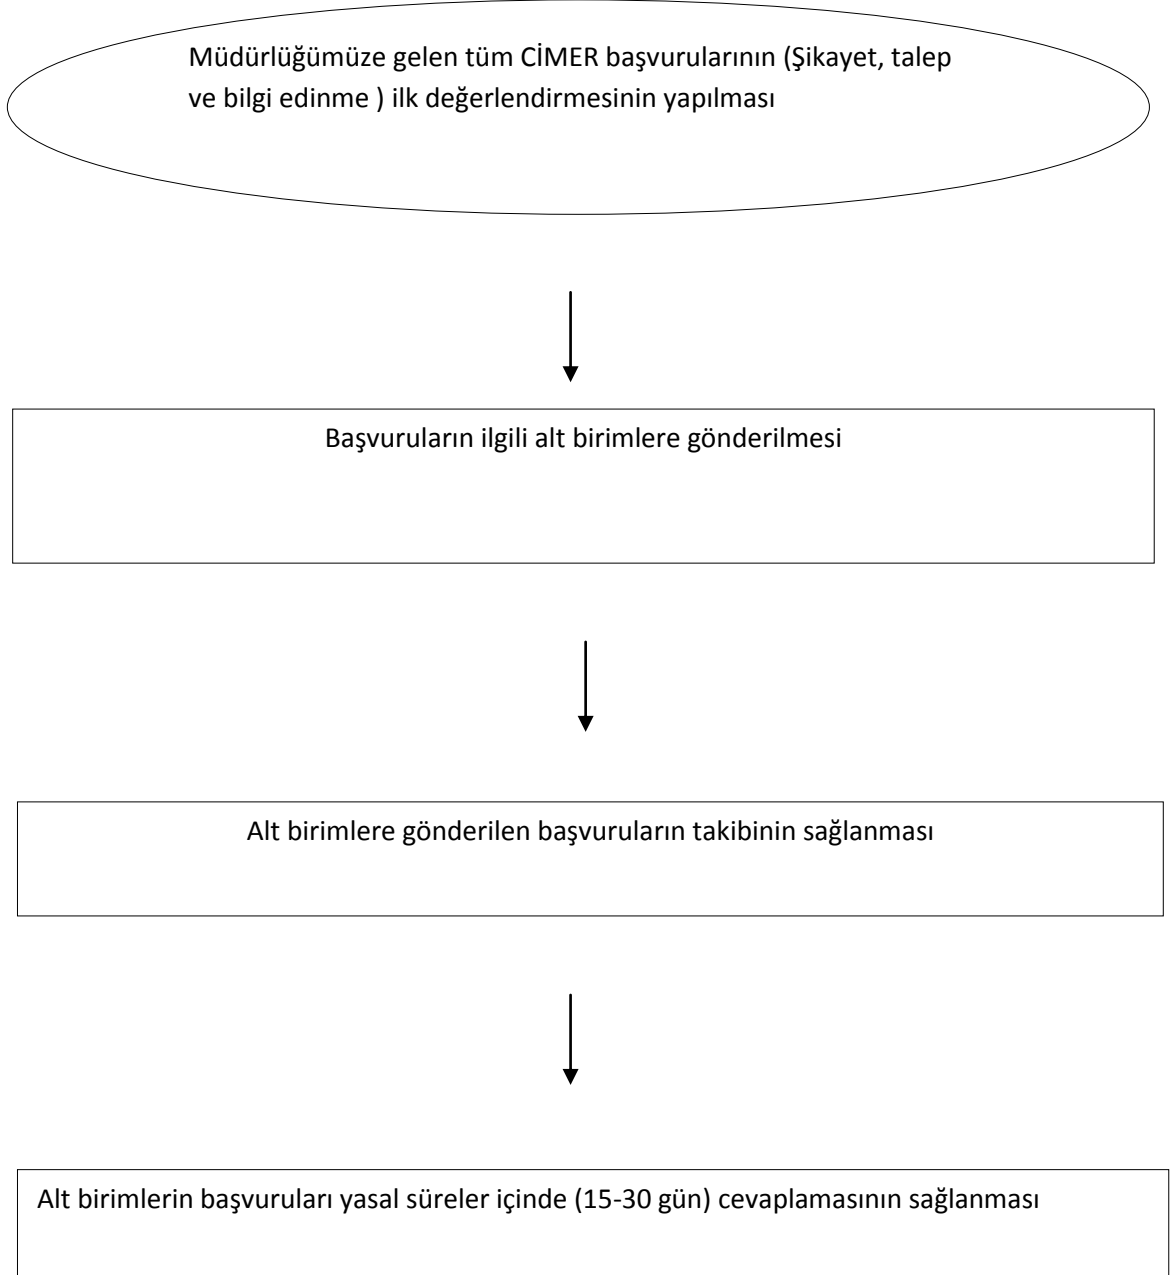 Müdürlüğümüze gelen tüm CİMER başvurularının (Şikayet, talep
ve bilgi edinme ) ilk değerlendirmesinin yapılması
Başvuruların ilgili alt birimlere gönderilmesi
Alt birimlere gönderilen başvuruların takibinin sağlanması
Alt birimlerin başvuruları yasal süreler içinde (15-30 gün) cevaplamasının sağlanması